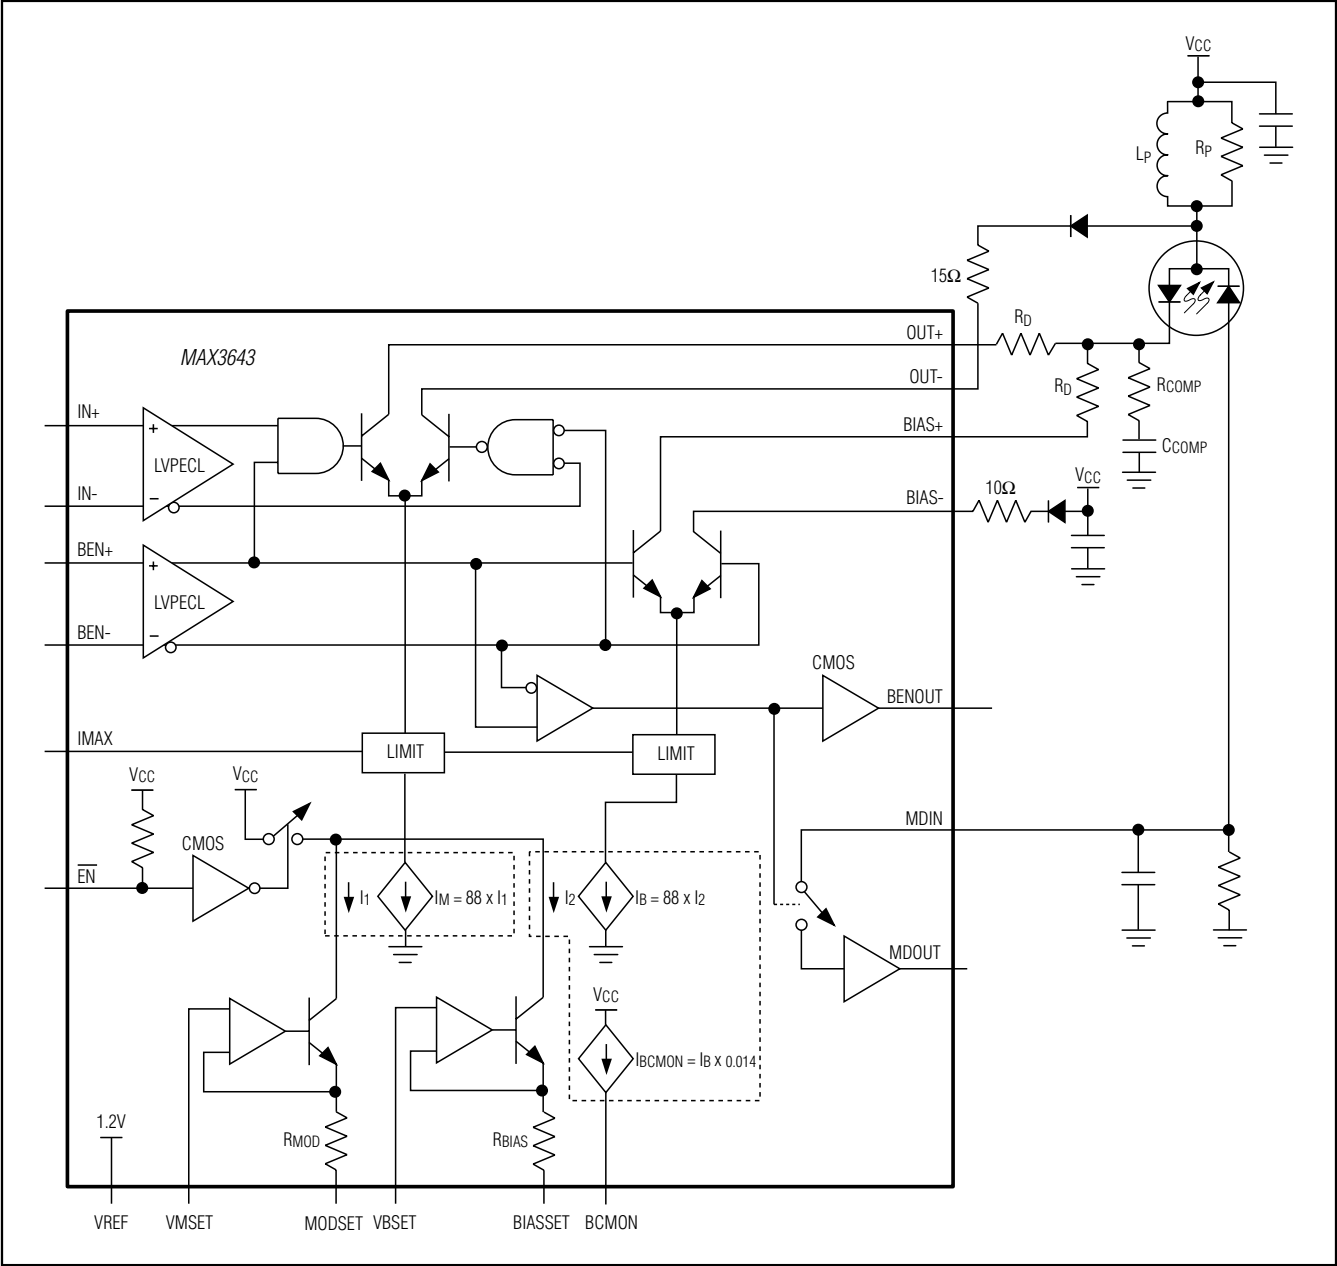 VCC
LP
RP
15Ω
MAX3643
OUT+
RD
OUT-
RD
RCOMP
IN+
BIAS+
CCOMP
+
LVPECL
VCC
IN-
−
BIAS-
10Ω
BEN+
+
LVPECL
BEN-
−
CMOS
BENOUT
IMAX
LIMIT
LIMIT
VCC
VCC
MDIN
CMOS
EN
I1
IM = 88 x I1
I2
IB = 88 x I2
MDOUT
VCC
IBCMON = IB x 0.014
1.2V
RMOD
RBIAS
VREF
VMSET
MODSET
VBSET
BIASSET
BCMON